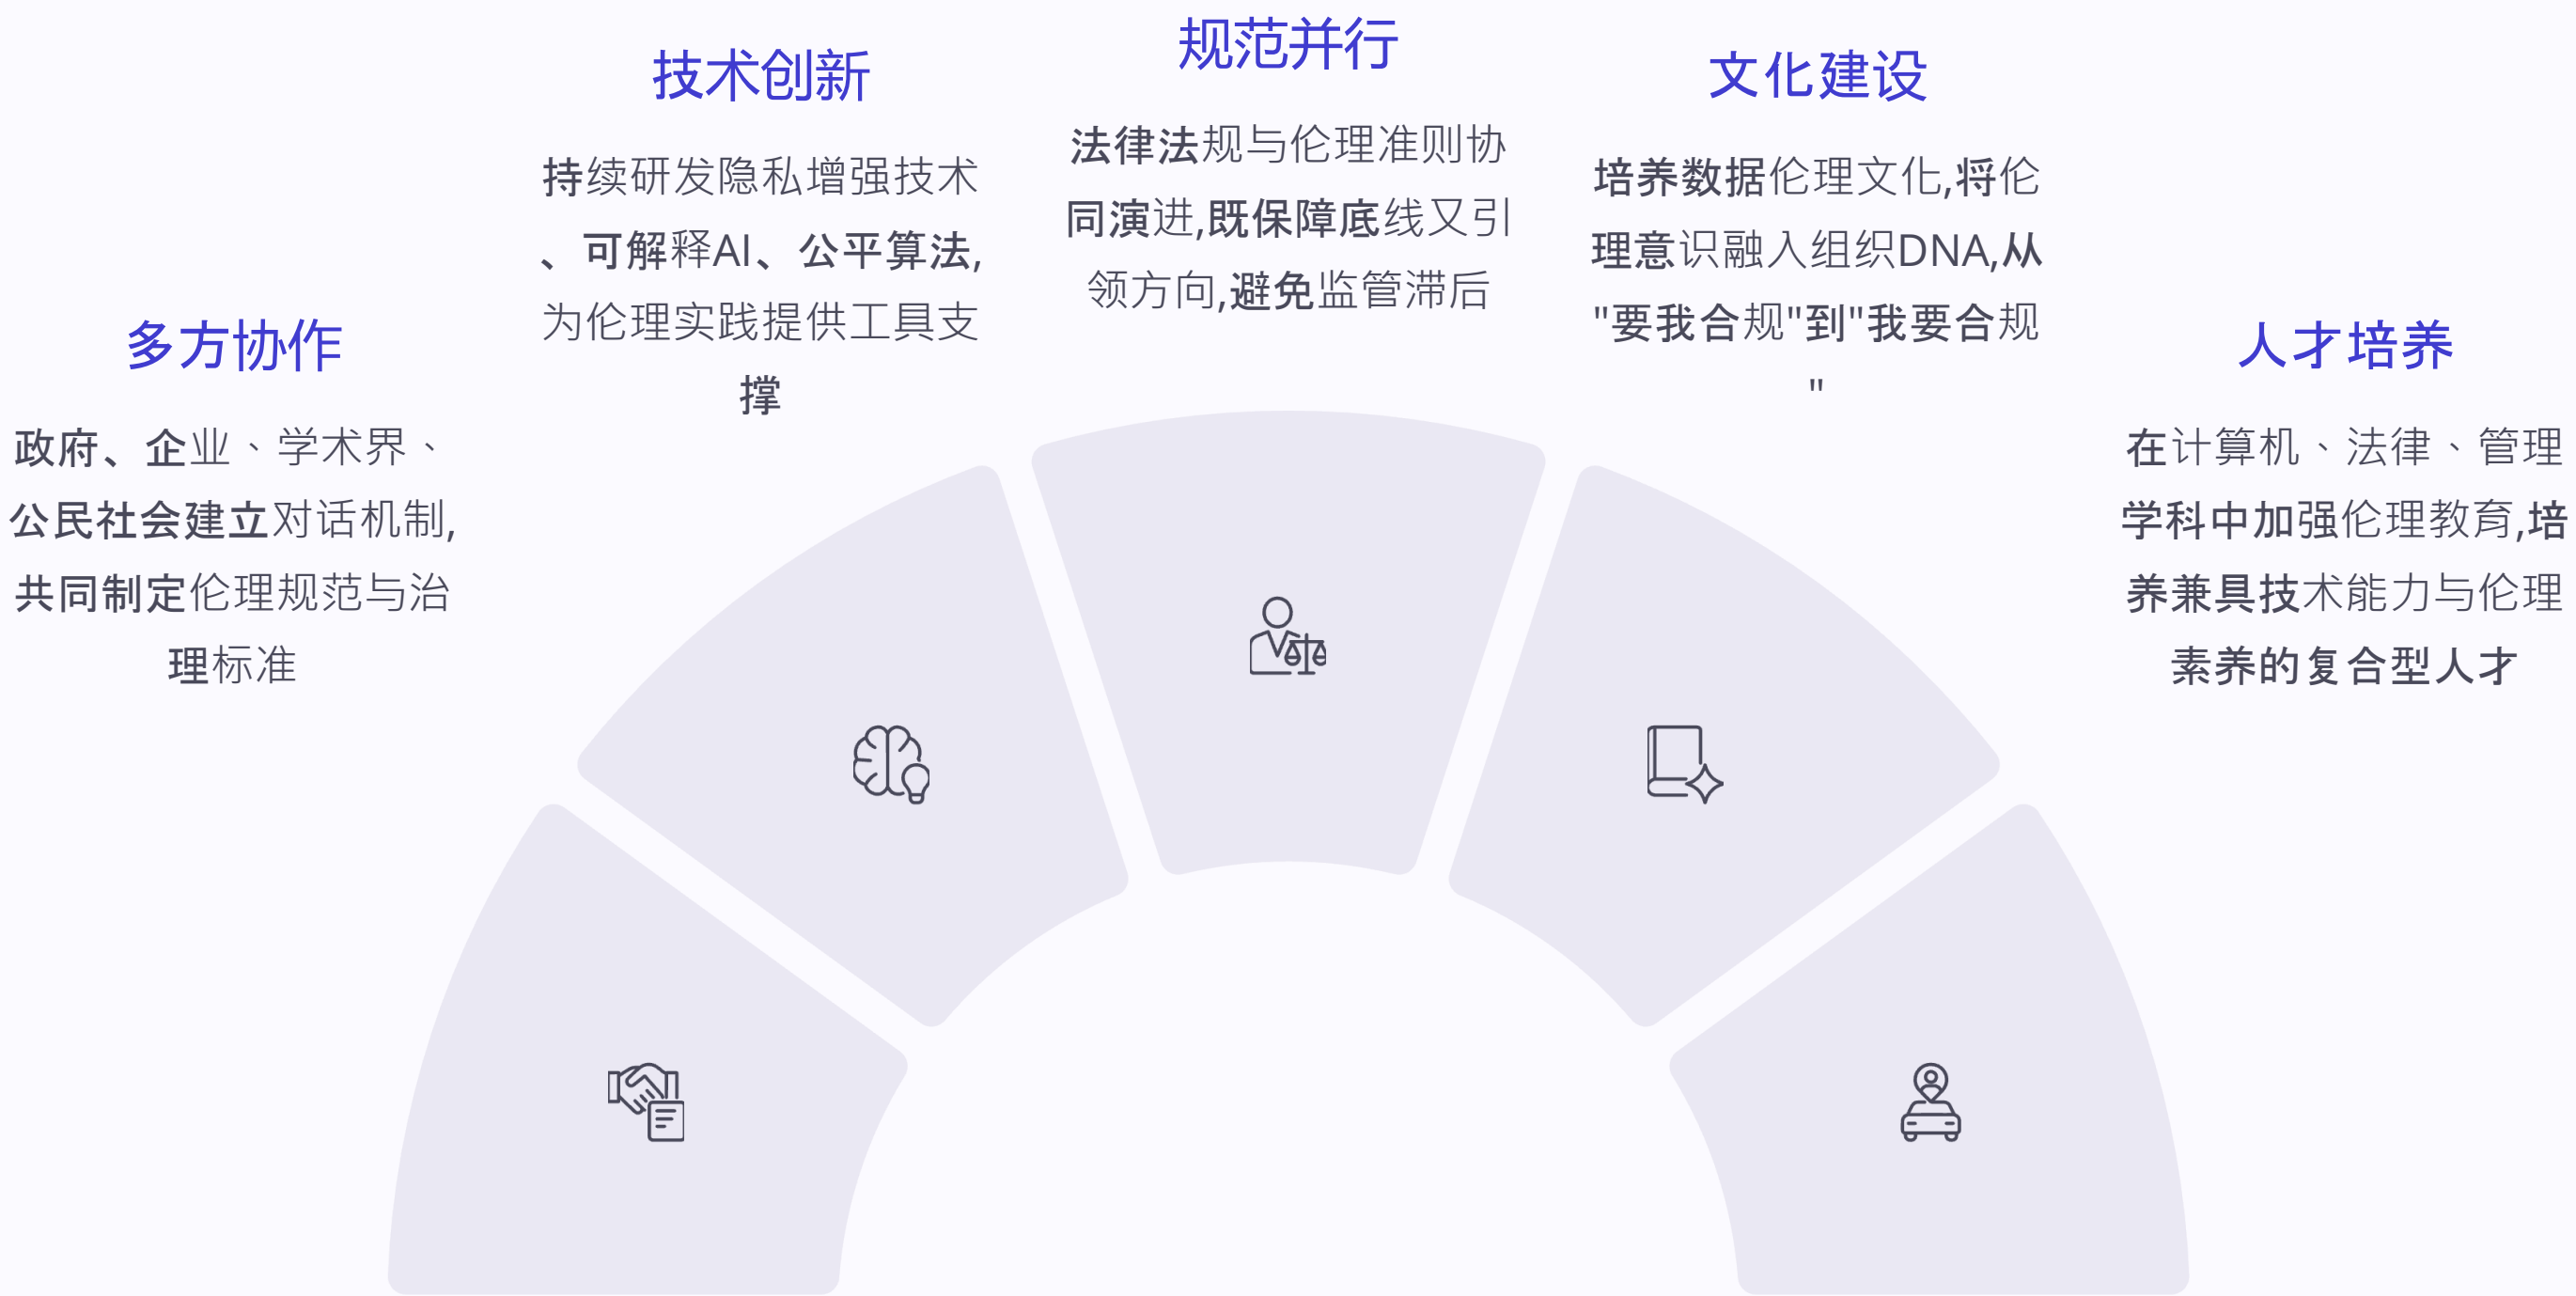 多方协作
政府、企业、学术界、
公民社会建立对话机制,
共同制定伦理规范与治
理标准
技术创新
持续研发隐私增强技术
、可解释AI、公平算法,
为伦理实践提供工具支
撑
规范并行
法律法规与伦理准则协
同演进,既保障底线又引
领方向,避免监管滞后
文化建设
培养数据伦理文化,将伦
理意识融入组织DNA,从
"要我合规"到"我要合规
"
人才培养
在计算机、法律、管理
学科中加强伦理教育,培
养兼具技术能力与伦理
素养的复合型人才